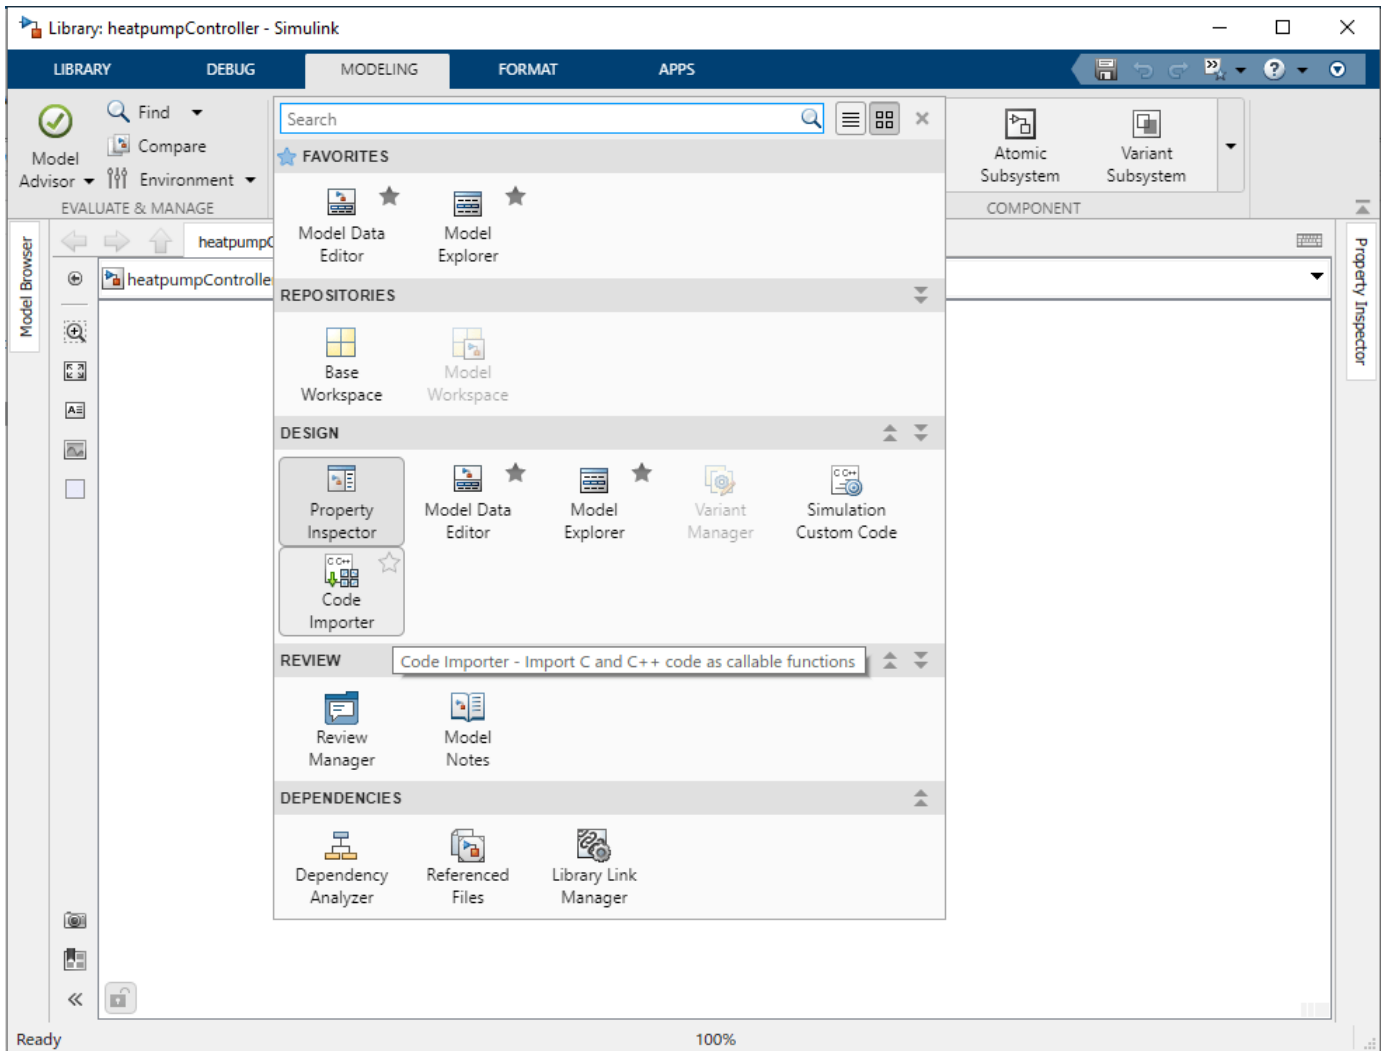 Library: heatpumpController - Simulink
LIBRARY DEBUG MODELING FORMAT APPS
Model
Advisor
Find
Compare
Environment
EVALUATE & MANAGE
Search
Atomic
Subsystem
Variant
Subsystem
COMPONENT
FAVORITES
Model Data
Editor
Model
Explorer
REPOSITORIES
Base
Workspace
Model
Workspace
DESIGN
Property
Inspector
Model Data
Editor
Model
Explorer
Variant
Manager
C C++
Simulation
Custom Code
C C++
Code
Importer
REVIEW
Code Importer - Import C and C++ code as callable functions
Review
Manager
Model
Notes
DEPENDENCIES
Dependency
Analyzer
Referenced
Files
Library Link
Manager
Model Browser
heatpumpC
heatpumpControlle
Property Inspector
Ready
100%